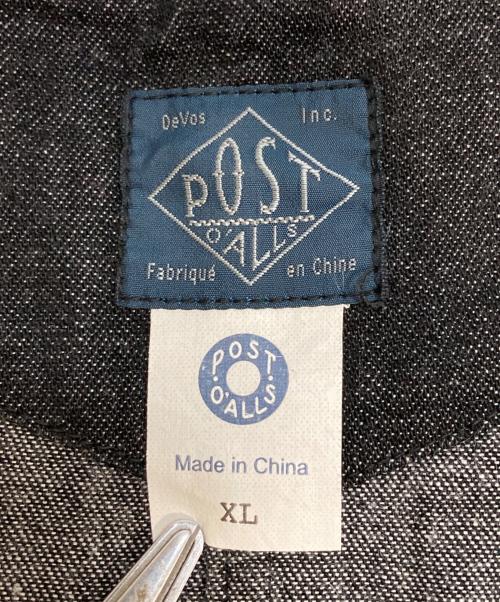 DeVos Inc.
POST
O'ALLS
Fabriqué en Chine
POST
O'ALLS
Made in China
XL